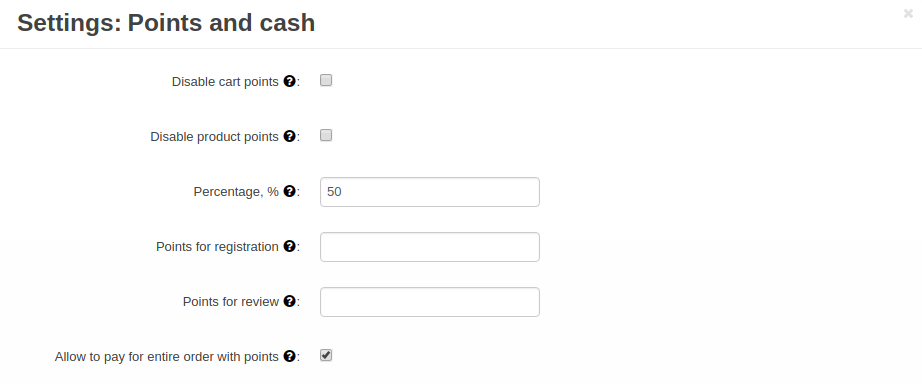 Settings: Points and cash
Disable cart points ?:
Disable product points ?:
Percentage, % ?: 50
Points for registration ?:
Points for review ?:
Allow to pay for entire order with points ?: